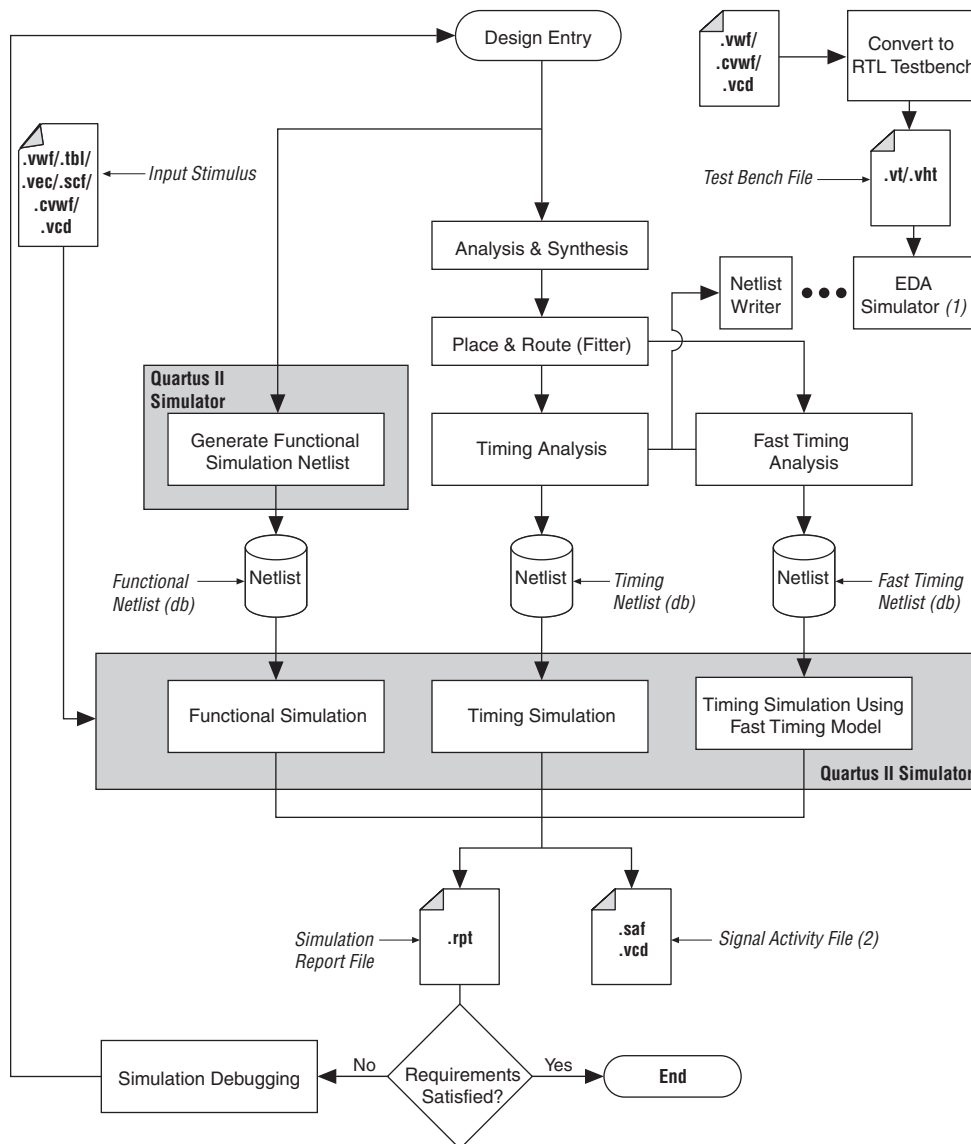 Design Entry
.vwf/
.cvwf/
.vcd
Convert to
RTL Testbench
.vwf/.tbl/
.vec/.scf/
.cvwf/
.vcd
Input Stimulus
Test Bench File
.vt/.vht
Analysis & Synthesis
Netlist
Writer
EDA
Simulator (1)
Place & Route (Fitter)
Quartus II
Simulator
Generate Functional
Simulation Netlist
Timing Analysis
Fast Timing
Analysis
Functional
Netlist (db)
Netlist
Netlist
Timing
Netlist (db)
Netlist
Fast Timing
Netlist (db)
Functional Simulation
Timing Simulation
Timing Simulation Using
Fast Timing Model
Quartus II Simulator
Simulation
Report File
.rpt
.saf
.vcd
Signal Activity File (2)
Simulation Debugging
No
Requirements
Satisfied?
Yes
End